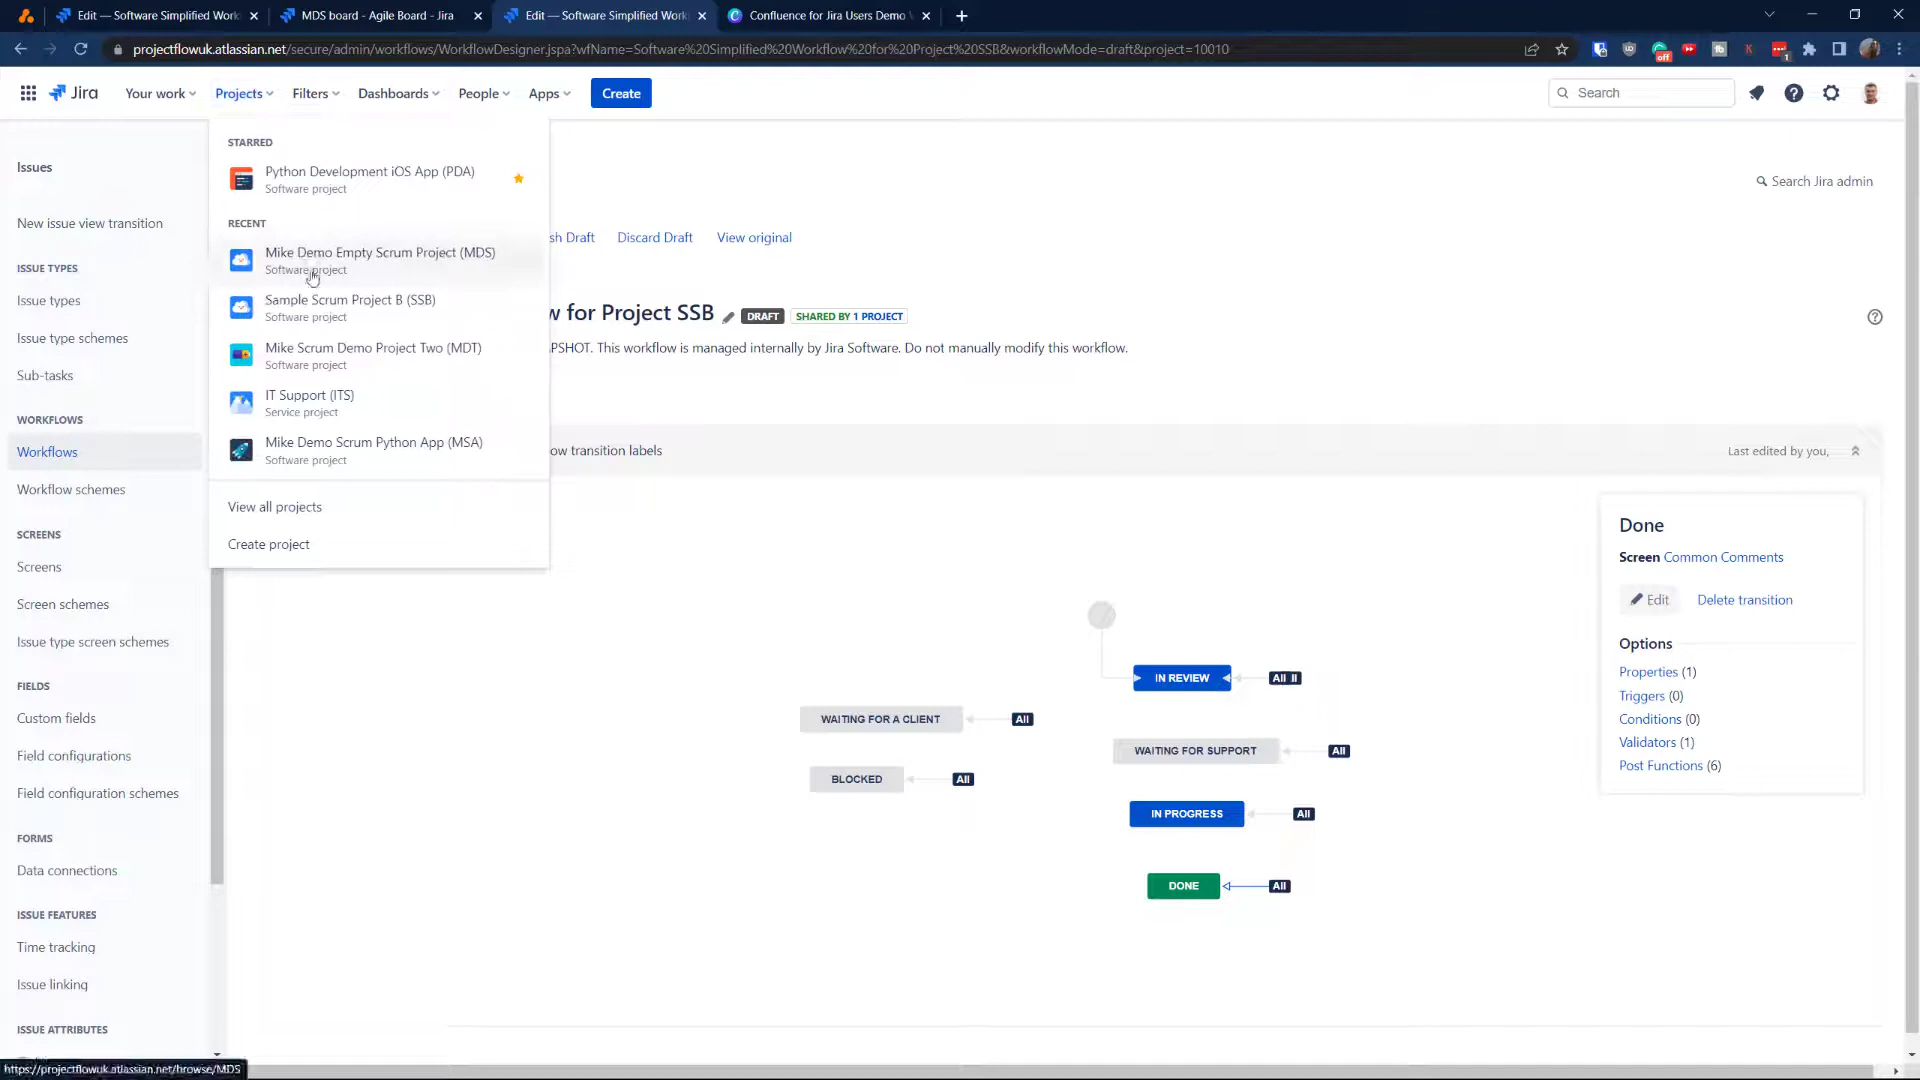 Edit — Software Simplified Work
MDS board - Agile Board - Jira
Edit — Software Simplified Work
Confluence for Jira Users Demo
projectflowuk.atlassian.net/secure/admin/workflows/WorkflowDesigner.jspa?wfName=Software%20Simplified%20Workflow%20for%20Project%20SSB&workflowMode=draft&project=10010
off
1
Jira
Your work
Projects
Filters
Dashboards
People
Apps
Create
Search
STARRED
Python Development iOS App (PDA)
Software project
RECENT
Mike Demo Empty Scrum Project (MDS)
Software project
Sample Scrum Project B (SSB)
Software project
Mike Scrum Demo Project Two (MDT)
Software project
IT Support (ITS)
Service project
Mike Demo Scrum Python App (MSA)
Software project
View all projects
Create project
Issues
New issue view transition
ISSUE TYPES
Issue types
Issue type schemes
Sub-tasks
WORKFLOWS
Workflows
Workflow schemes
SCREENS
Screens
Screen schemes
Issue type screen schemes
FIELDS
Custom fields
Field configurations
Field configuration schemes
FORMS
Data connections
ISSUE FEATURES
Time tracking
Issue linking
ISSUE ATTRIBUTES
https://projectflowuk.atlassian.net/browse/MDS
Search Jira admin
sh Draft
Discard Draft
View original
w for Project SSB
DRAFT
SHARED BY 1 PROJECT
PSHOT. This workflow is managed internally by Jira Software. Do not manually modify this workflow.
ow transition labels
Last edited by you,
IN REVIEW
All
WAITING FOR A CLIENT
All
WAITING FOR SUPPORT
All
BLOCKED
All
IN PROGRESS
All
DONE
All
Done
Screen Common Comments
Edit
Delete transition
Options
Properties (1)
Triggers (0)
Conditions (0)
Validators (1)
Post Functions (6)